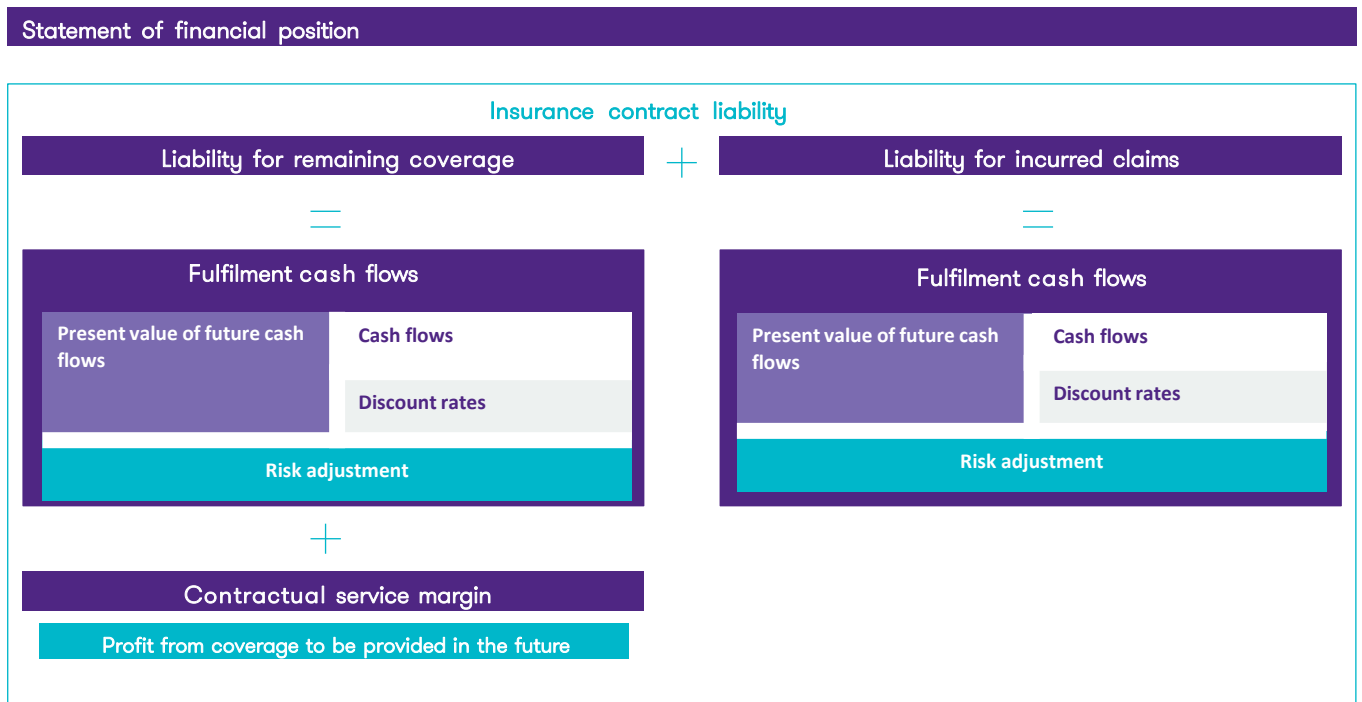 Statement of financial position
Insurance contract liability
Liability for remaining coverage
+
Liability for incurred claims
=
=
Fulfilment cash flows
Present value of future cash
flows
Cash flows
Discount rates
Risk adjustment
Fulfilment cash flows
Present value of future cash
flows
Cash flows
Discount rates
Risk adjustment
+
Contractual service margin
Profit from coverage to be provided in the future